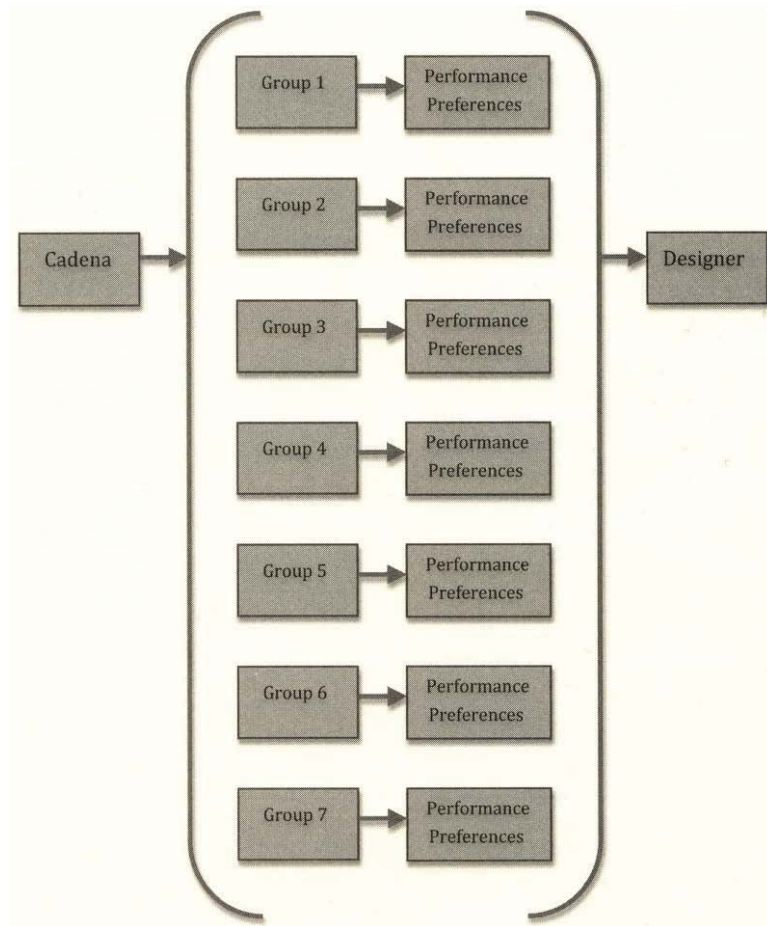 Group 1
Performance
Preferences
Group 2
Performance
Preferences
Cadena
Designer
Group 3
Performance
Preferences
Group 4
Performance
Preferences
Group 5
Performance
Preferences
Group 6
Performance
Preferences
Group 7
Performance
Preferences